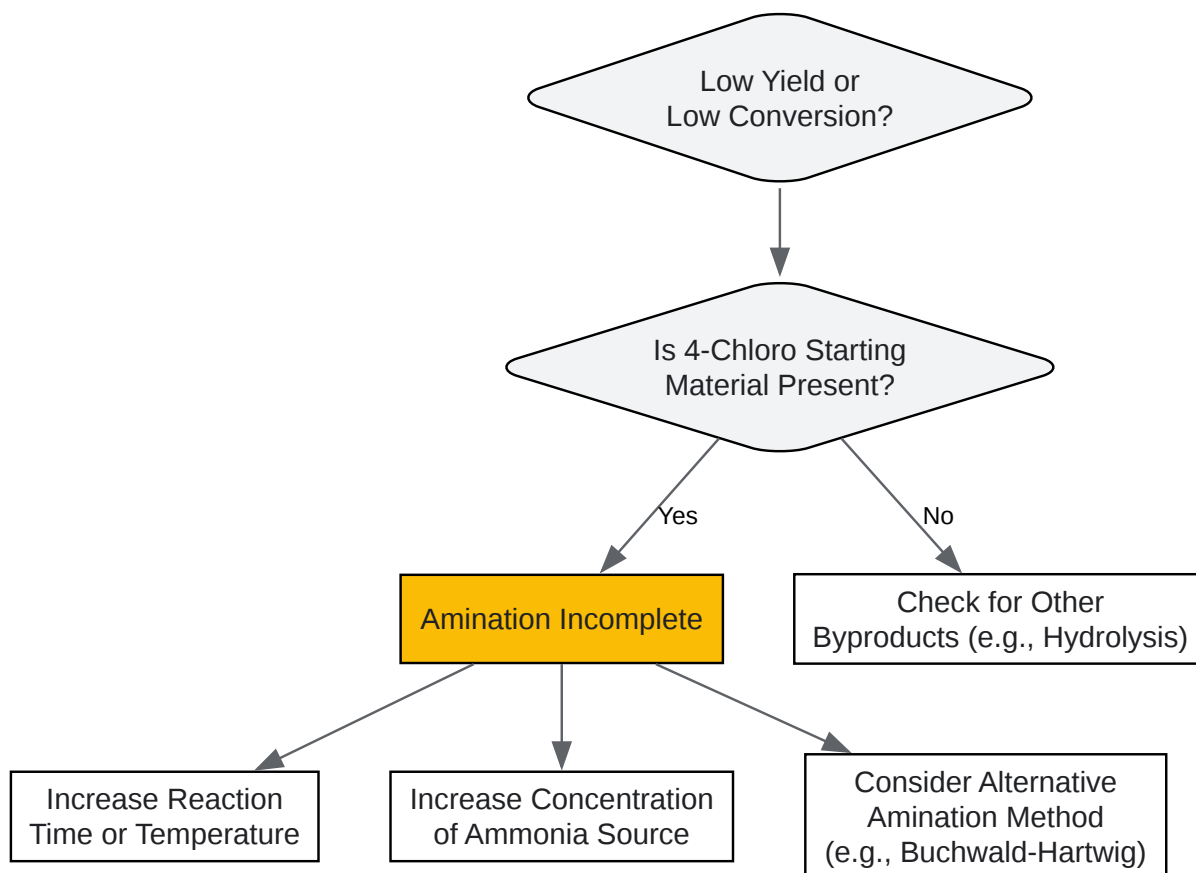 Low Yield or
Low Conversion?
Is 4-Chloro Starting
Material Present?
Yes
No
Amination Incomplete
Check for Other
Byproducts (e.g., Hydrolysis)
Increase Reaction
Time or Temperature
Increase Concentration
of Ammonia Source
Consider Alternative
Amination Method
(e.g., Buchwald-Hartwig)